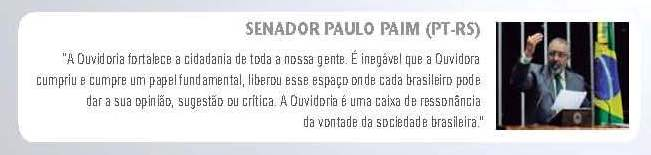 SENADOR PAULO PAIM (PT-RS)
"A Ouvidoria fortalece a cidadania de toda a nossa gente. É inegável que a Ouvidora
cumpriu e cumpre um papel fundamental, liberou esse espaço onde cada brasileiro pode
dar a sua opinião, sugestão ou crítica. A Ouvidoria é uma caixa de ressonância
da vontade da sociedade brasileira."